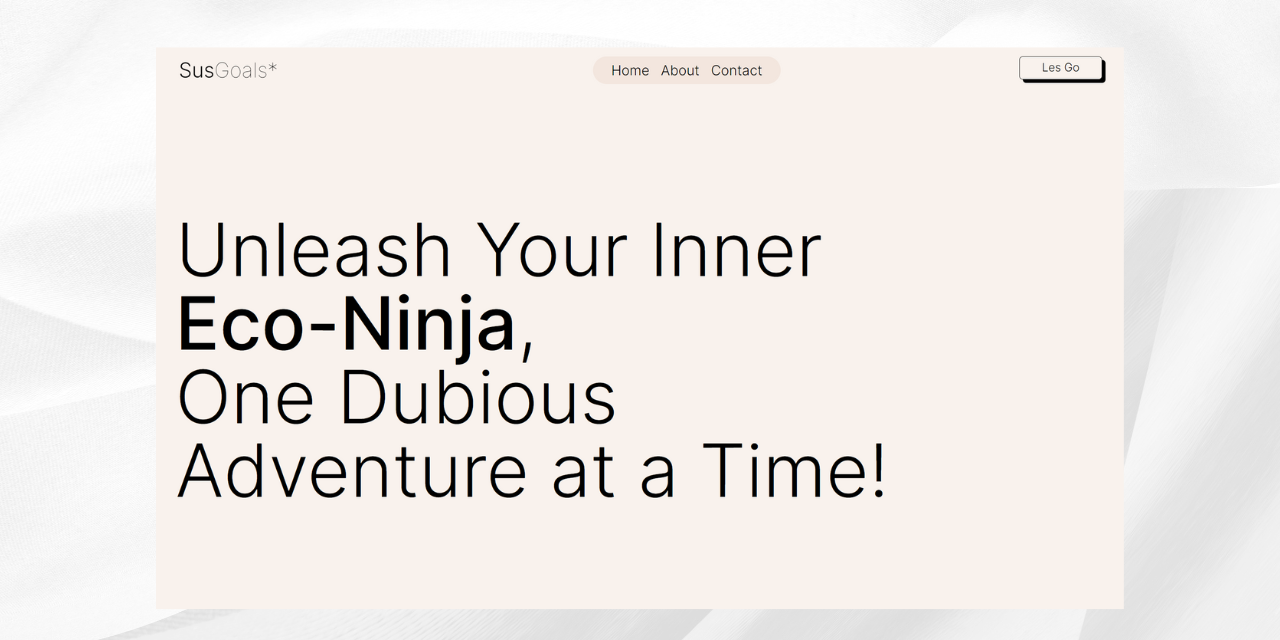 SusGoals*
Home About Contact
Les Go
Unleash Your Inner
Eco-Ninja,
One Dubious
Adventure at a Time!